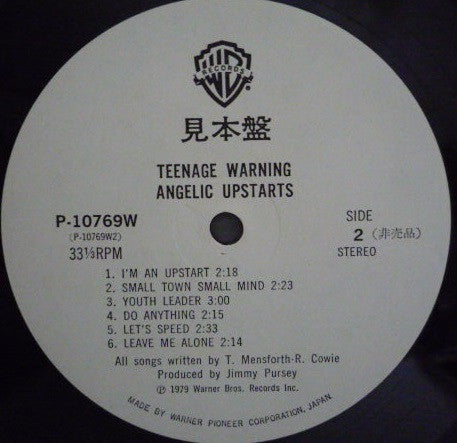 WB
RECORDS
見本盤
TEENAGE WARNING
ANGELIC UPSTARTS
P-10769W
(P-10769W2)
33⅓RPM
SIDE
2 (非売品)
STEREO
1. I'M AN UPSTART 2:18
2. SMALL TOWN SMALL MIND 2:23
3. YOUTH LEADER 3:00
4. DO ANYTHING 2:15
5. LET'S SPEED 2:33
6. LEAVE ME ALONE 2:14
All songs written by T. Mensforth-R. Cowie
Produced by Jimmy Pursey
℗ 1979 Warner Bros. Records Inc.
MADE BY WARNER PIONEER CORPORATION, JAPAN.